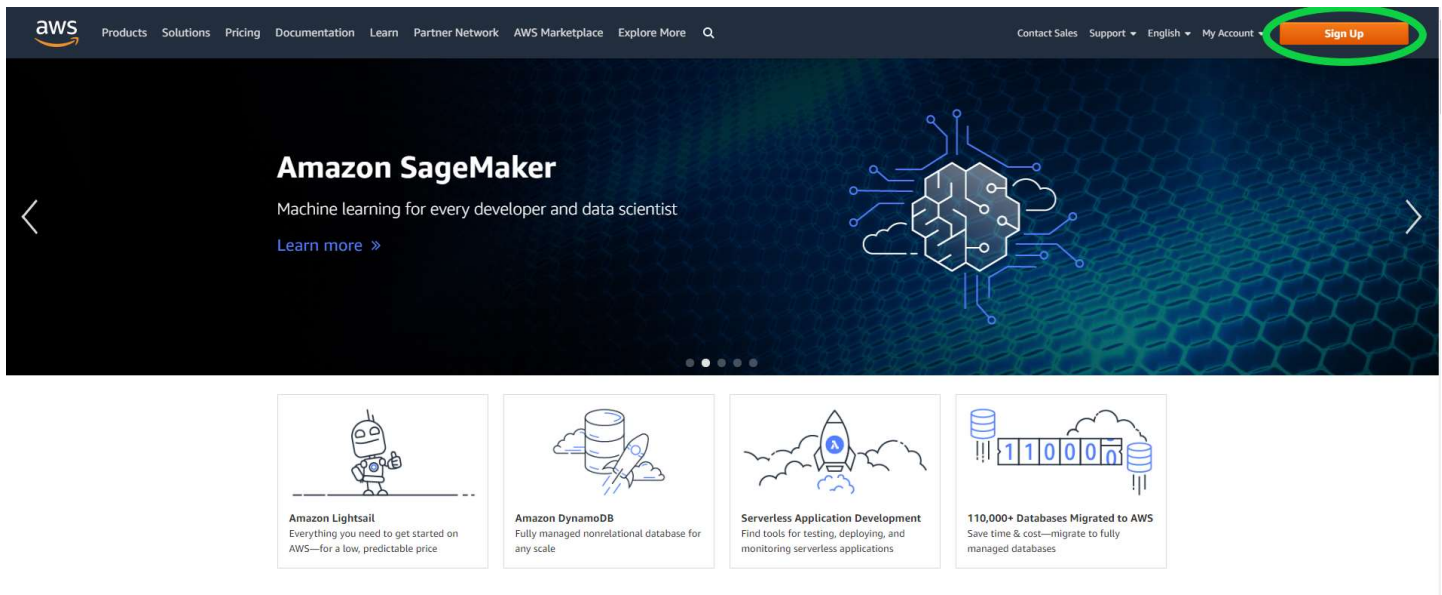 aws Products Solutions Pricing Documentation Learn Partner Network AWS Marketplace Explore More Contact Sales Support English My Account Sign Up
Amazon SageMaker
Machine learning for every developer and data scientist
Learn more »
Amazon Lightsail
Everything you need to get started on
AWS—for a low, predictable price
Amazon DynamoDB
Fully managed nonrelational database for
any scale
λ
Serverless Application Development
Find tools for testing, deploying, and
monitoring serverless applications
110000
110,000+ Databases Migrated to AWS
Save time & cost—migrate to fully
managed databases